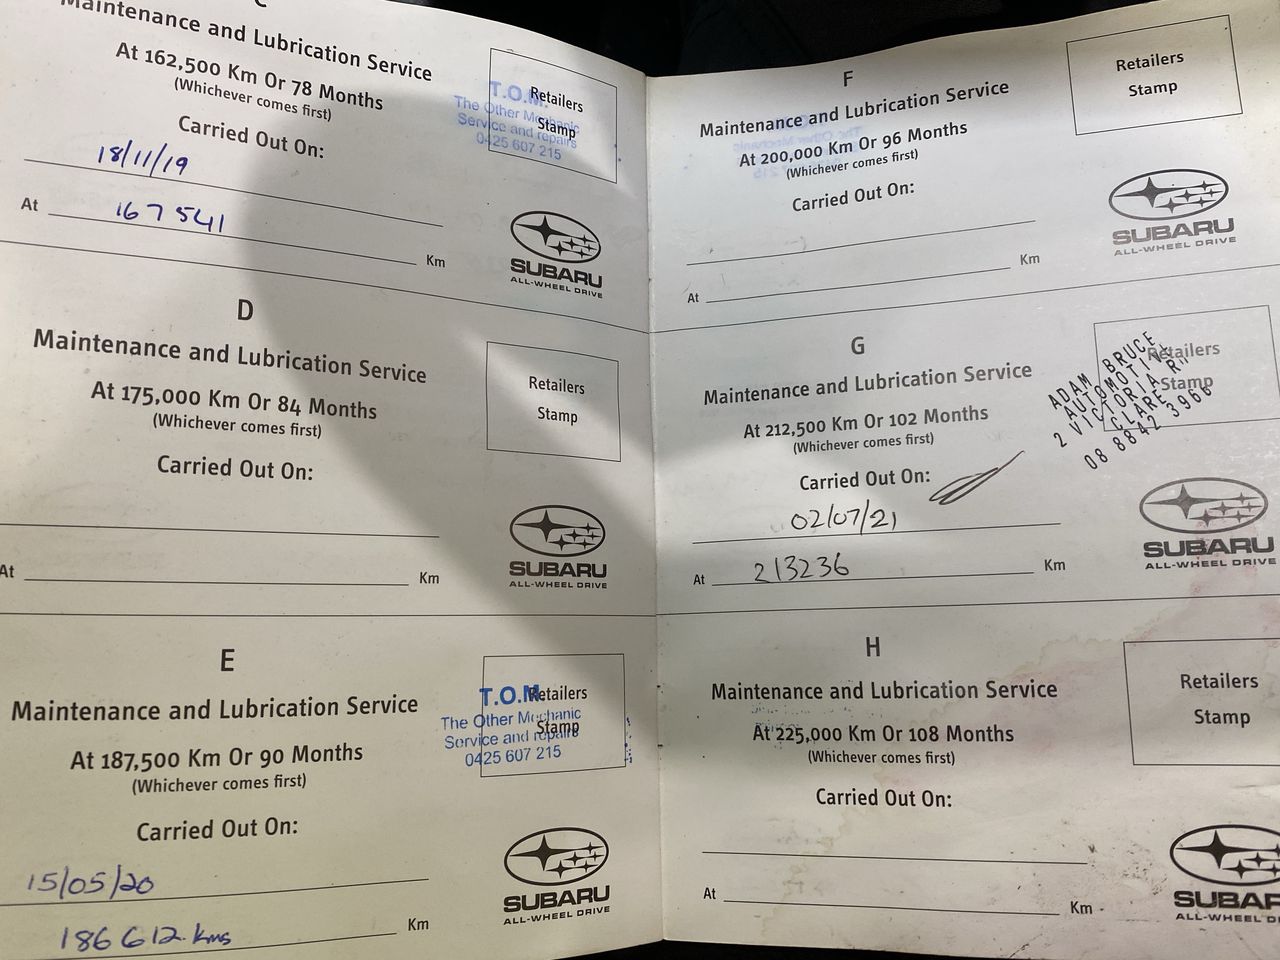 Maintenance and Lubrication Service
At 162,500 Km Or 78 Months
(Whichever comes first)
Carried Out On:
18/11/19
At 167541 Km
Retailers
Stamp
T.O.M.
The Other Mechanic
Service and repairs
0425 607 215
SUBARU
ALL-WHEEL DRIVE
D
Maintenance and Lubrication Service
At 175,000 Km Or 84 Months
(Whichever comes first)
Carried Out On:
At Km
Retailers
Stamp
SUBARU
ALL-WHEEL DRIVE
E
Maintenance and Lubrication Service
At 187,500 Km Or 90 Months
(Whichever comes first)
Carried Out On:
15/05/20
186612 kms Km
Retailers
Stamp
T.O.M.
The Other Mechanic
Service and repairs
0425 607 215
SUBARU
ALL-WHEEL DRIVE
F
Maintenance and Lubrication Service
At 200,000 Km Or 96 Months
(Whichever comes first)
Carried Out On:
At Km
Retailers
Stamp
SUBARU
ALL-WHEEL DRIVE
G
Maintenance and Lubrication Service
At 212,500 Km Or 102 Months
(Whichever comes first)
Carried Out On:
02/07/21
At 213236 Km
Retailers
Stamp
ADAM BRUCE
AUTOMOTIVE
2 VICTORIA
CLARE
08 8842 3966
SUBARU
ALL-WHEEL DRIVE
H
Maintenance and Lubrication Service
At 225,000 Km Or 108 Months
(Whichever comes first)
Carried Out On:
At Km
Retailers
Stamp
SUBAR
ALL-WHEEL D